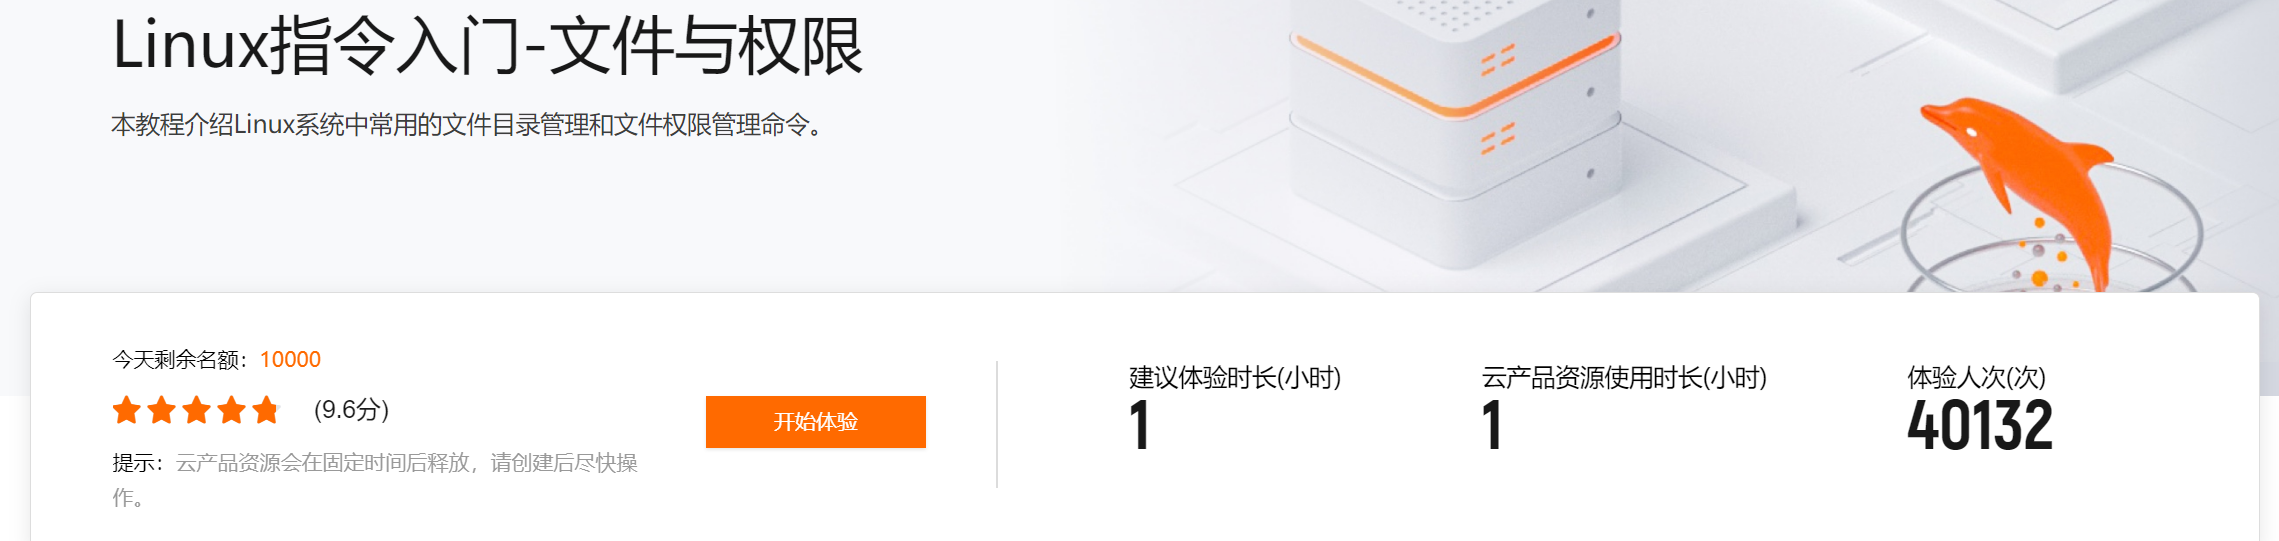 Linux指令入门-文件与权限
本教程介绍Linux系统中常用的文件目录管理和文件权限管理命令。
今天剩余名额：10000
(9.6分)
提示：云产品资源会在固定时间后释放，请创建后尽快操
作。
开始体验
建议体验时长(小时)
1
云产品资源使用时长(小时)
1
体验人次(次)
40132